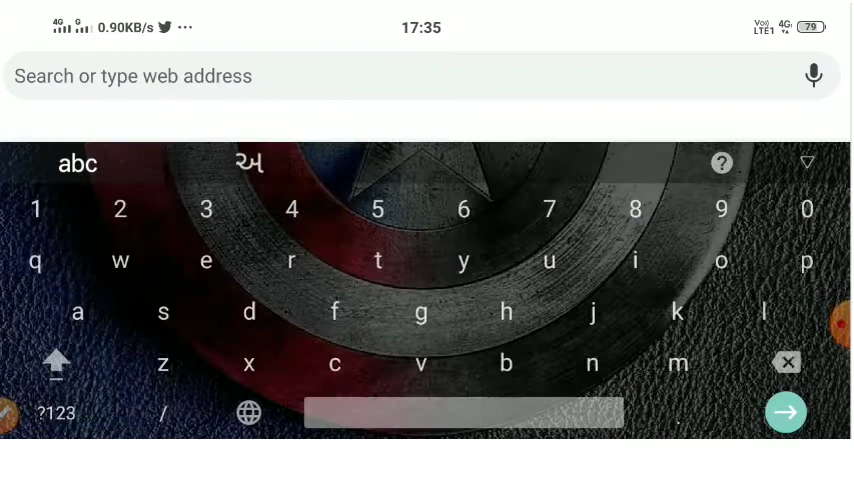 4G G 0.90KB/s ... 17:35 Vo)) LTE1 4G 79
Search or type web address
abc અ ?
1 2 3 4 5 6 7 8 9 0
q w e r t y u i o p
a s d f g h j k l
z x c v b n m
?123 / .